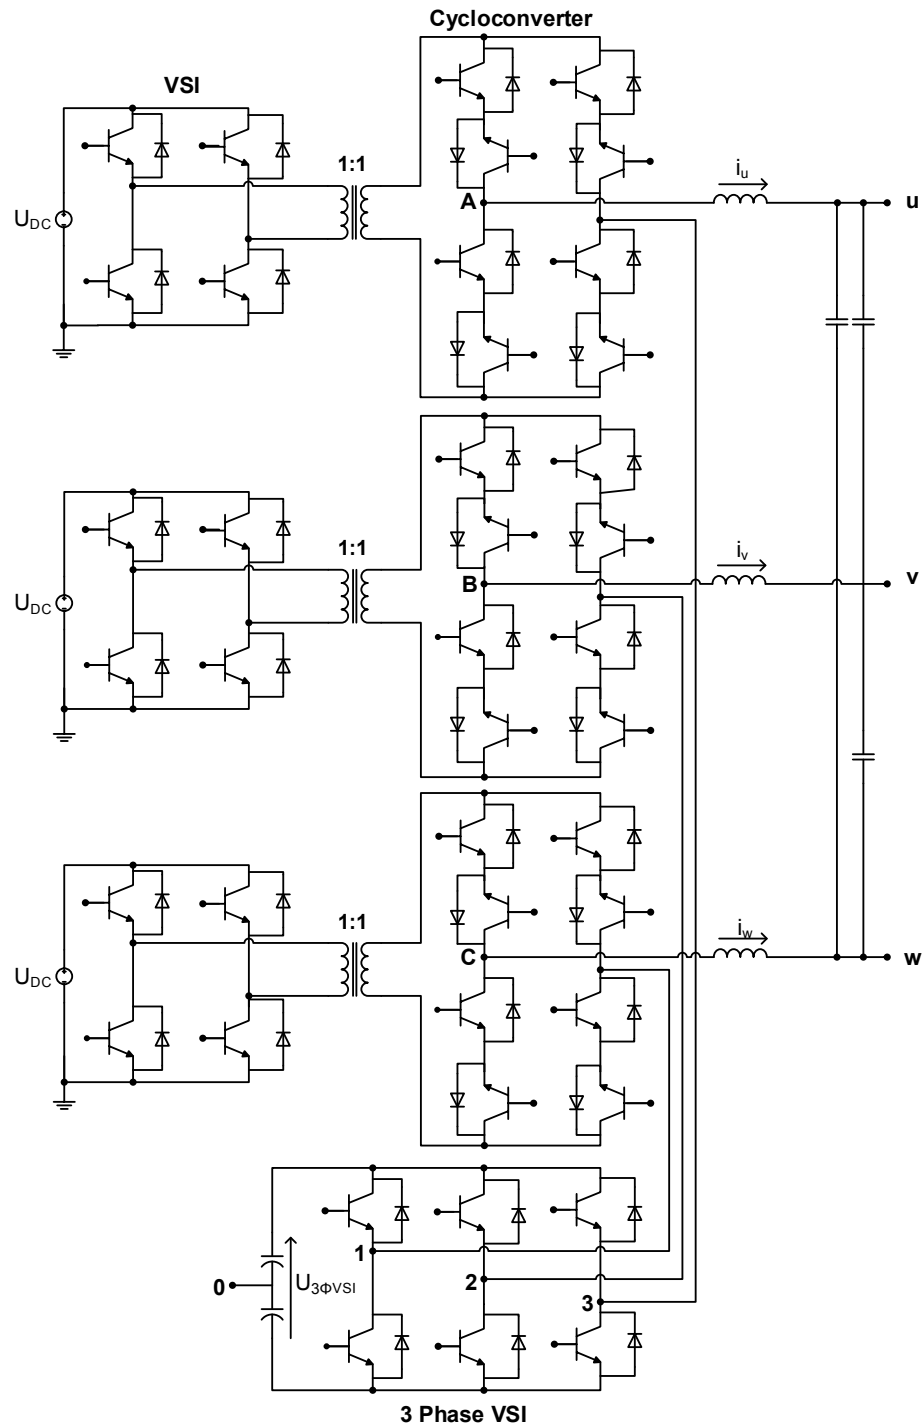 Cycloconverter
VSI
1:1
A
i_u
u
U_DC
1:1
B
i_v
v
U_DC
1:1
C
i_w
w
U_DC
1
U_3ΦVSI
0
2
3
3 Phase VSI